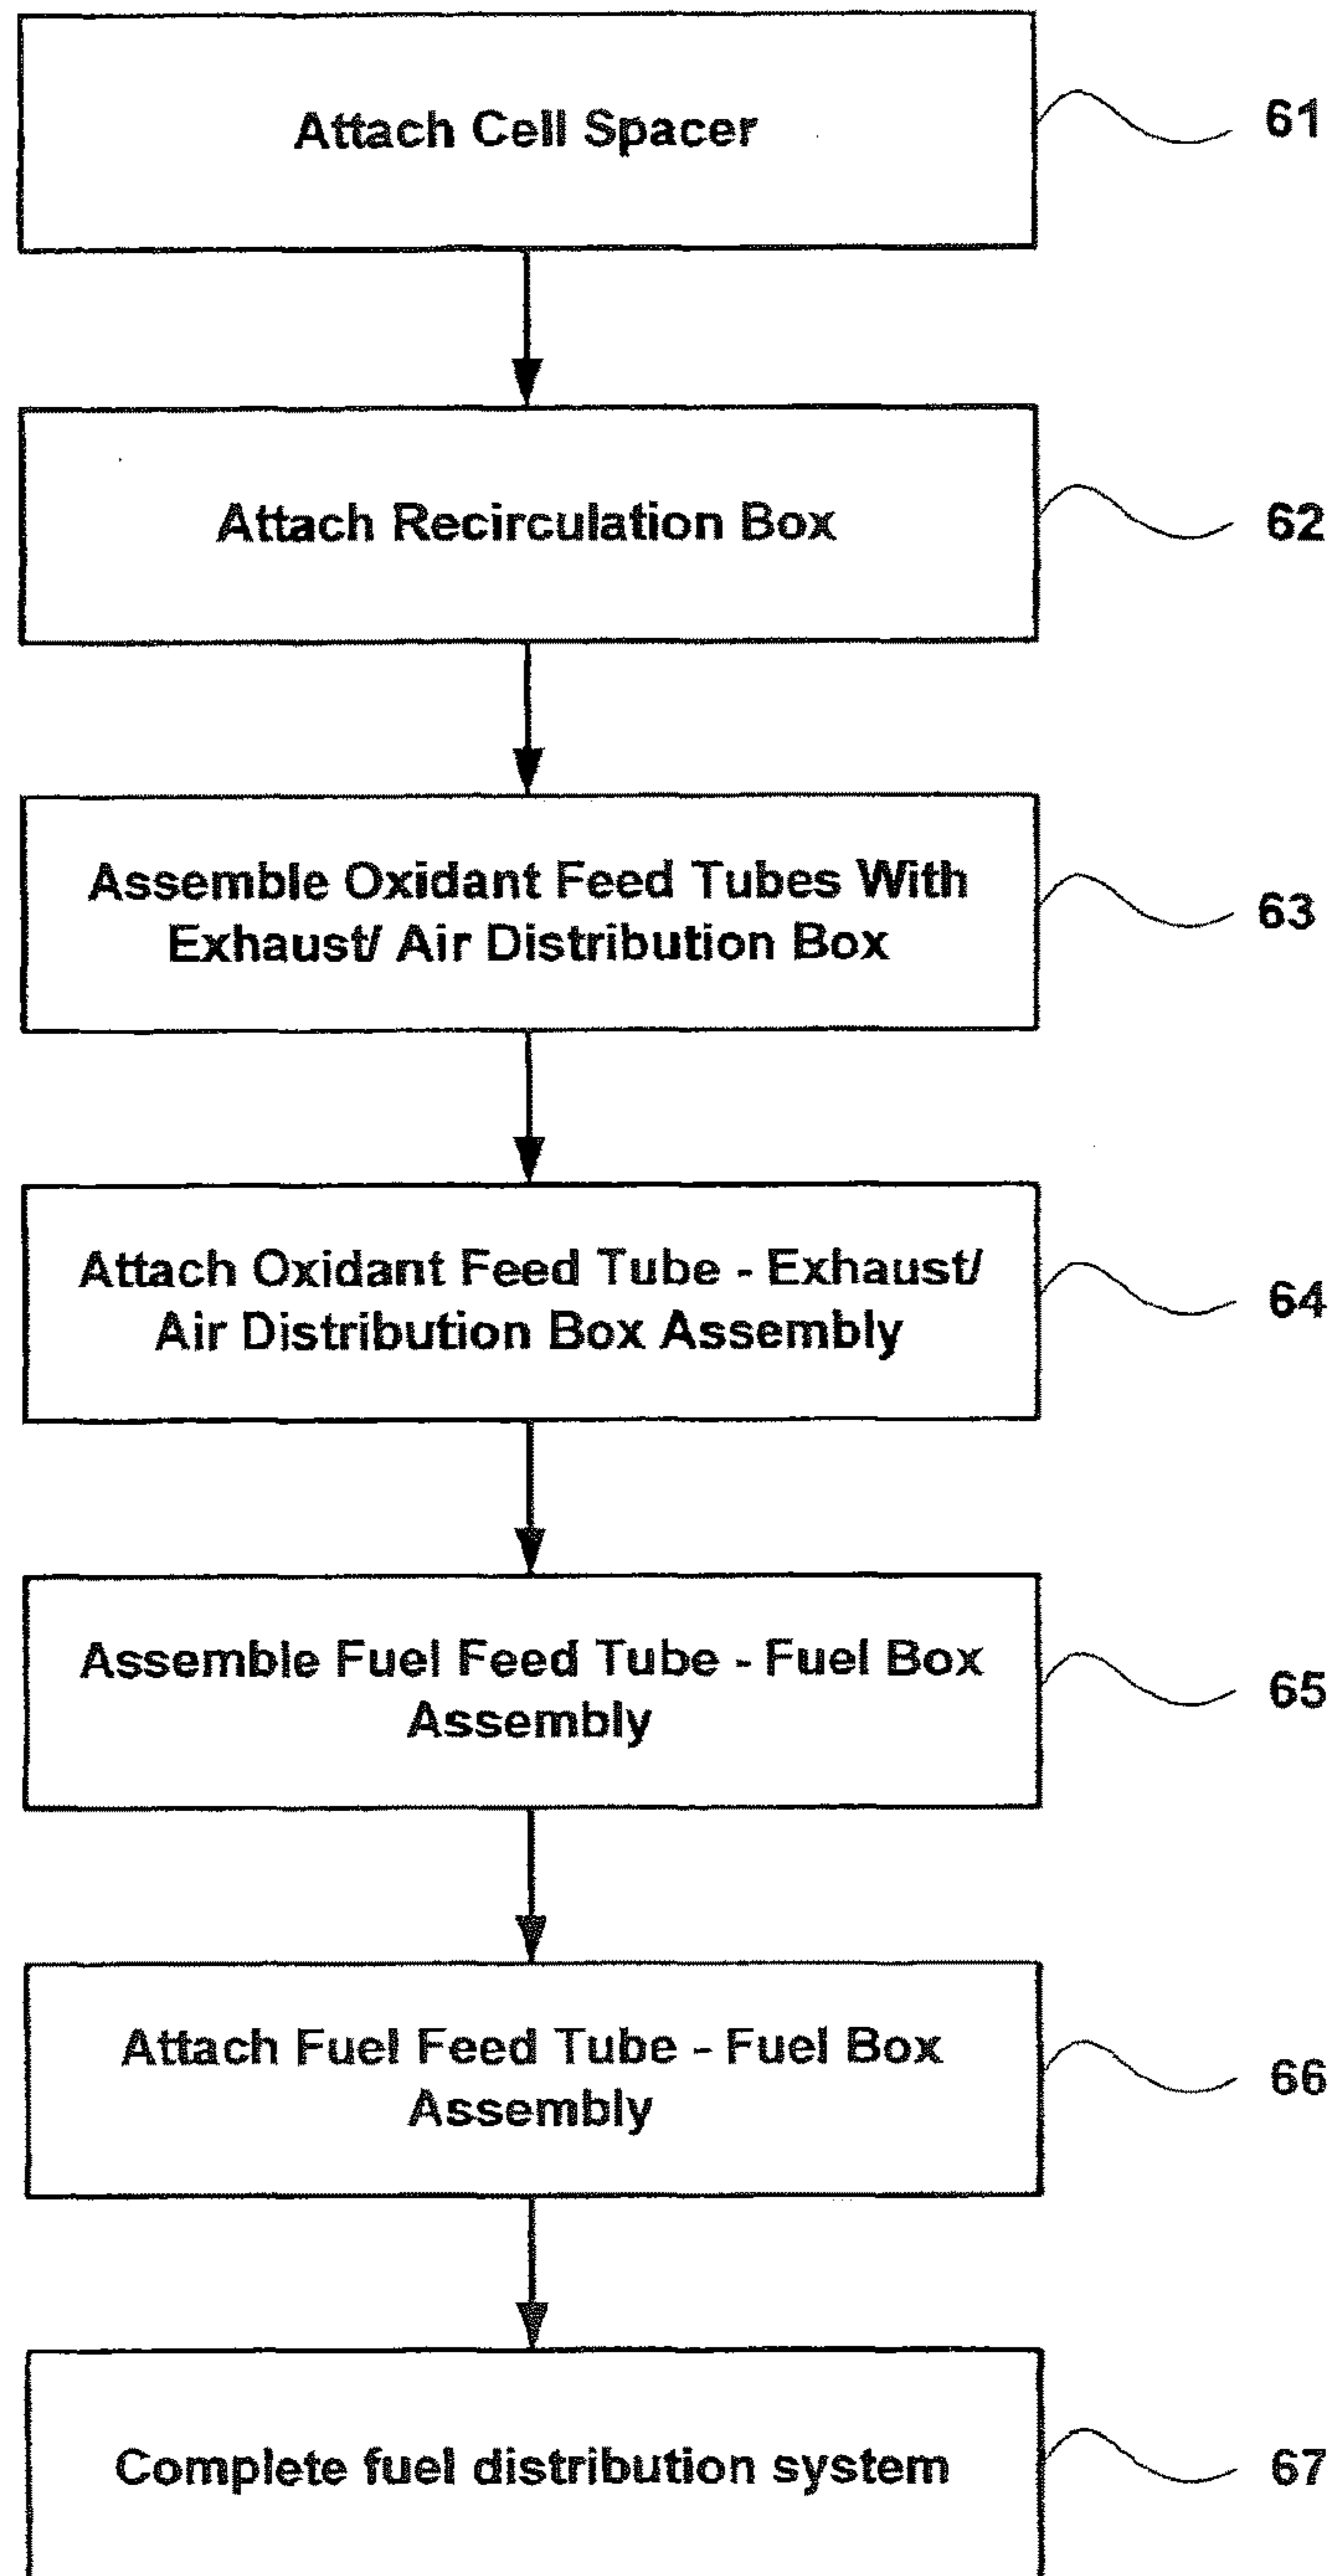 Attach Cell Spacer
61
Attach Recirculation Box
62
Assemble Oxidant Feed Tubes With
Exhaust/ Air Distribution Box
63
Attach Oxidant Feed Tube - Exhaust/
Air Distribution Box Assembly
64
Assemble Fuel Feed Tube - Fuel Box
Assembly
65
Attach Fuel Feed Tube - Fuel Box
Assembly
66
Complete fuel distribution system
67